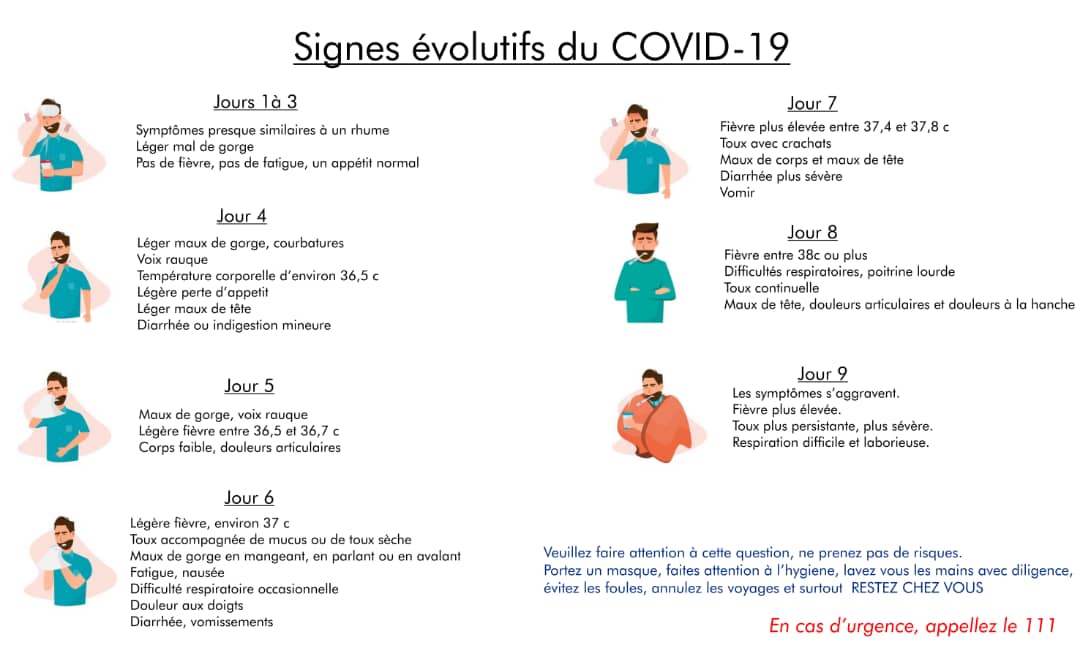 Signes évolutifs du COVID-19
Jours 1à 3
Symptômes presque similaires à un rhume
Léger mal de gorge
Pas de fièvre, pas de fatigue, un appétit normal
Jour 4
Léger maux de gorge, courbatures
Voix rauque
Température corporelle d'environ 36,5 c
Légère perte d'appetit
Léger maux de tête
Diarrhée ou indigestion mineure
Jour 5
Maux de gorge, voix rauque
Légère fièvre entre 36,5 et 36,7 c
Corps faible, douleurs articulaires
Jour 6
Légère fièvre, environ 37 c
Toux accompagnée de mucus ou de toux sèche
Maux de gorge en mangeant, en parlant ou en avalant
Fatigue, nausée
Difficulté respiratoire occasionnelle
Douleur aux doigts
Diarrhée, vomissements
Jour 7
Fièvre plus élevée entre 37,4 et 37,8 c
Toux avec crachats
Maux de corps et maux de tête
Diarrhée plus sévère
Vomir
Jour 8
Fièvre entre 38c ou plus
Difficultés respiratoires, poitrine lourde
Toux continuelle
Maux de tête, douleurs articulaires et douleurs à la hanche
Jour 9
Les symptômes s'aggravent.
Fièvre plus élevée.
Toux plus persistante, plus sévère.
Respiration difficile et laborieuse.
Veuillez faire attention à cette question, ne prenez pas de risques.
Portez un masque, faites attention à l'hygiene, lavez vous les mains avec diligence,
évitez les foules, annulez les voyages et surtout RESTEZ CHEZ VOUS
En cas d'urgence, appellez le 111